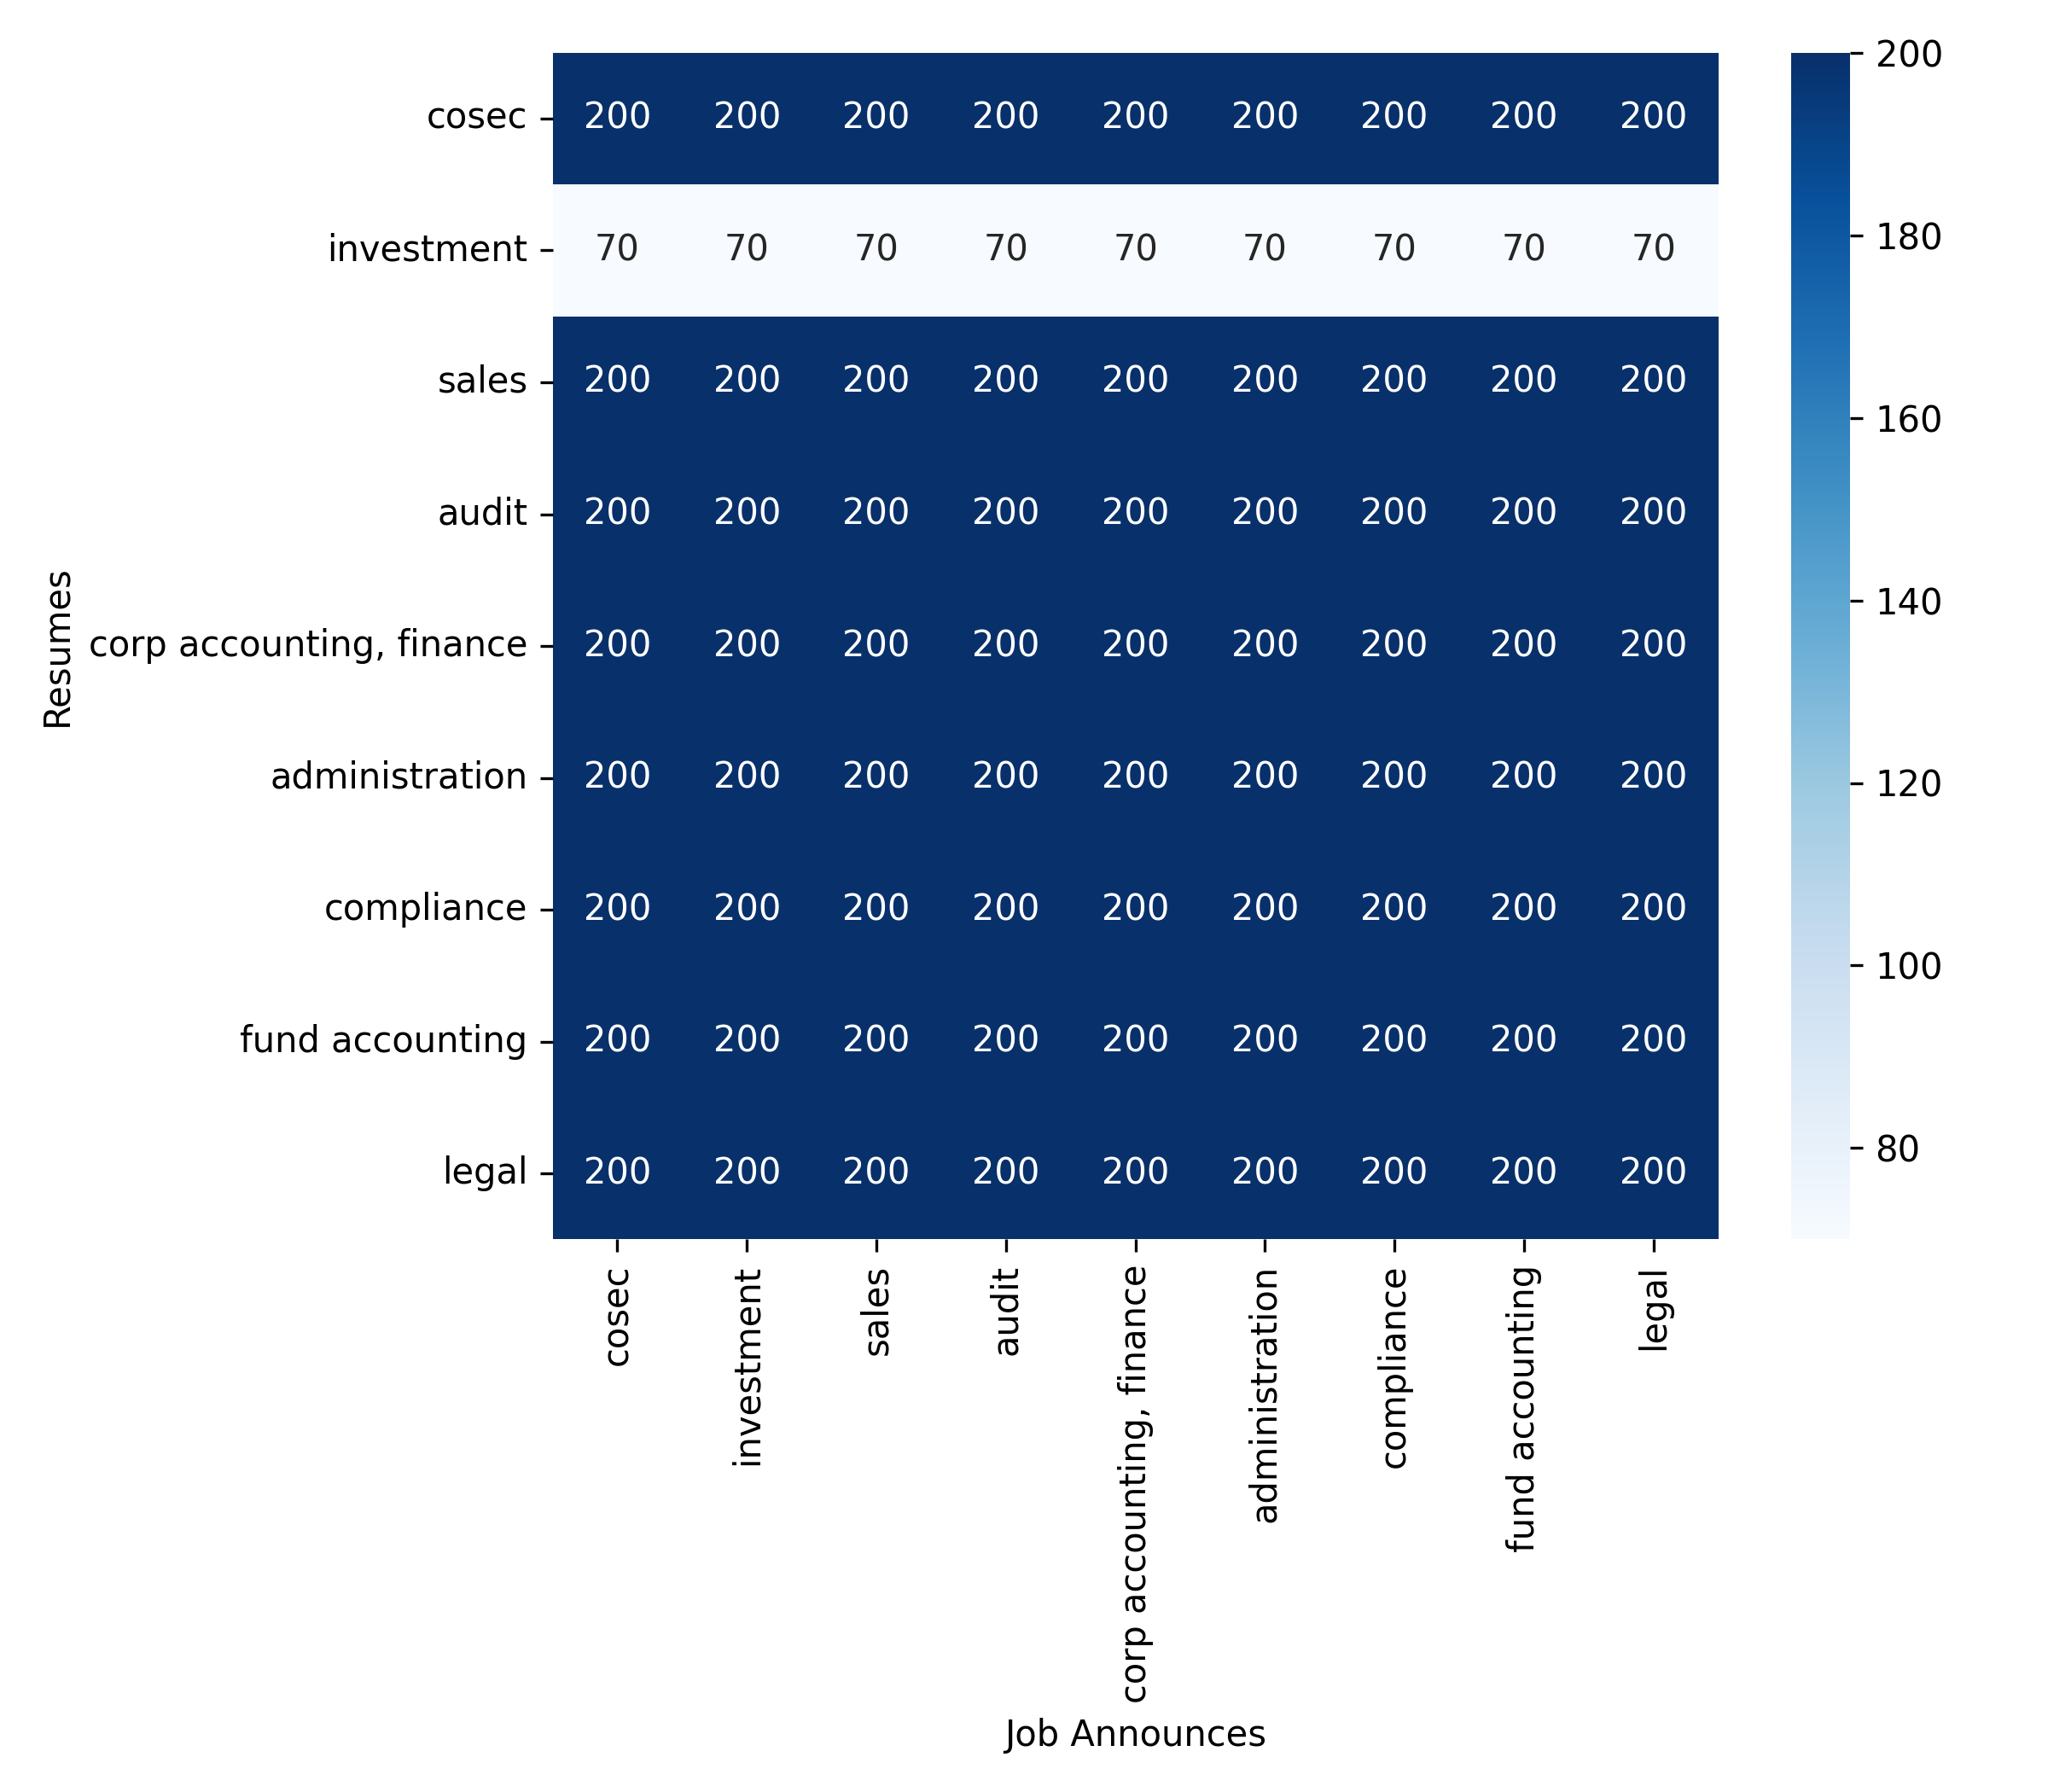 cosec 200 200 200 200 200 200 200 200 200
investment 70 70 70 70 70 70 70 70 70
sales 200 200 200 200 200 200 200 200 200
audit 200 200 200 200 200 200 200 200 200
corp accounting, finance 200 200 200 200 200 200 200 200 200
administration 200 200 200 200 200 200 200 200 200
compliance 200 200 200 200 200 200 200 200 200
fund accounting 200 200 200 200 200 200 200 200 200
legal 200 200 200 200 200 200 200 200 200
Resumes
cosec
investment
sales
audit
corp accounting, finance
administration
compliance
fund accounting
legal
Job Announces
200
180
160
140
120
100
80